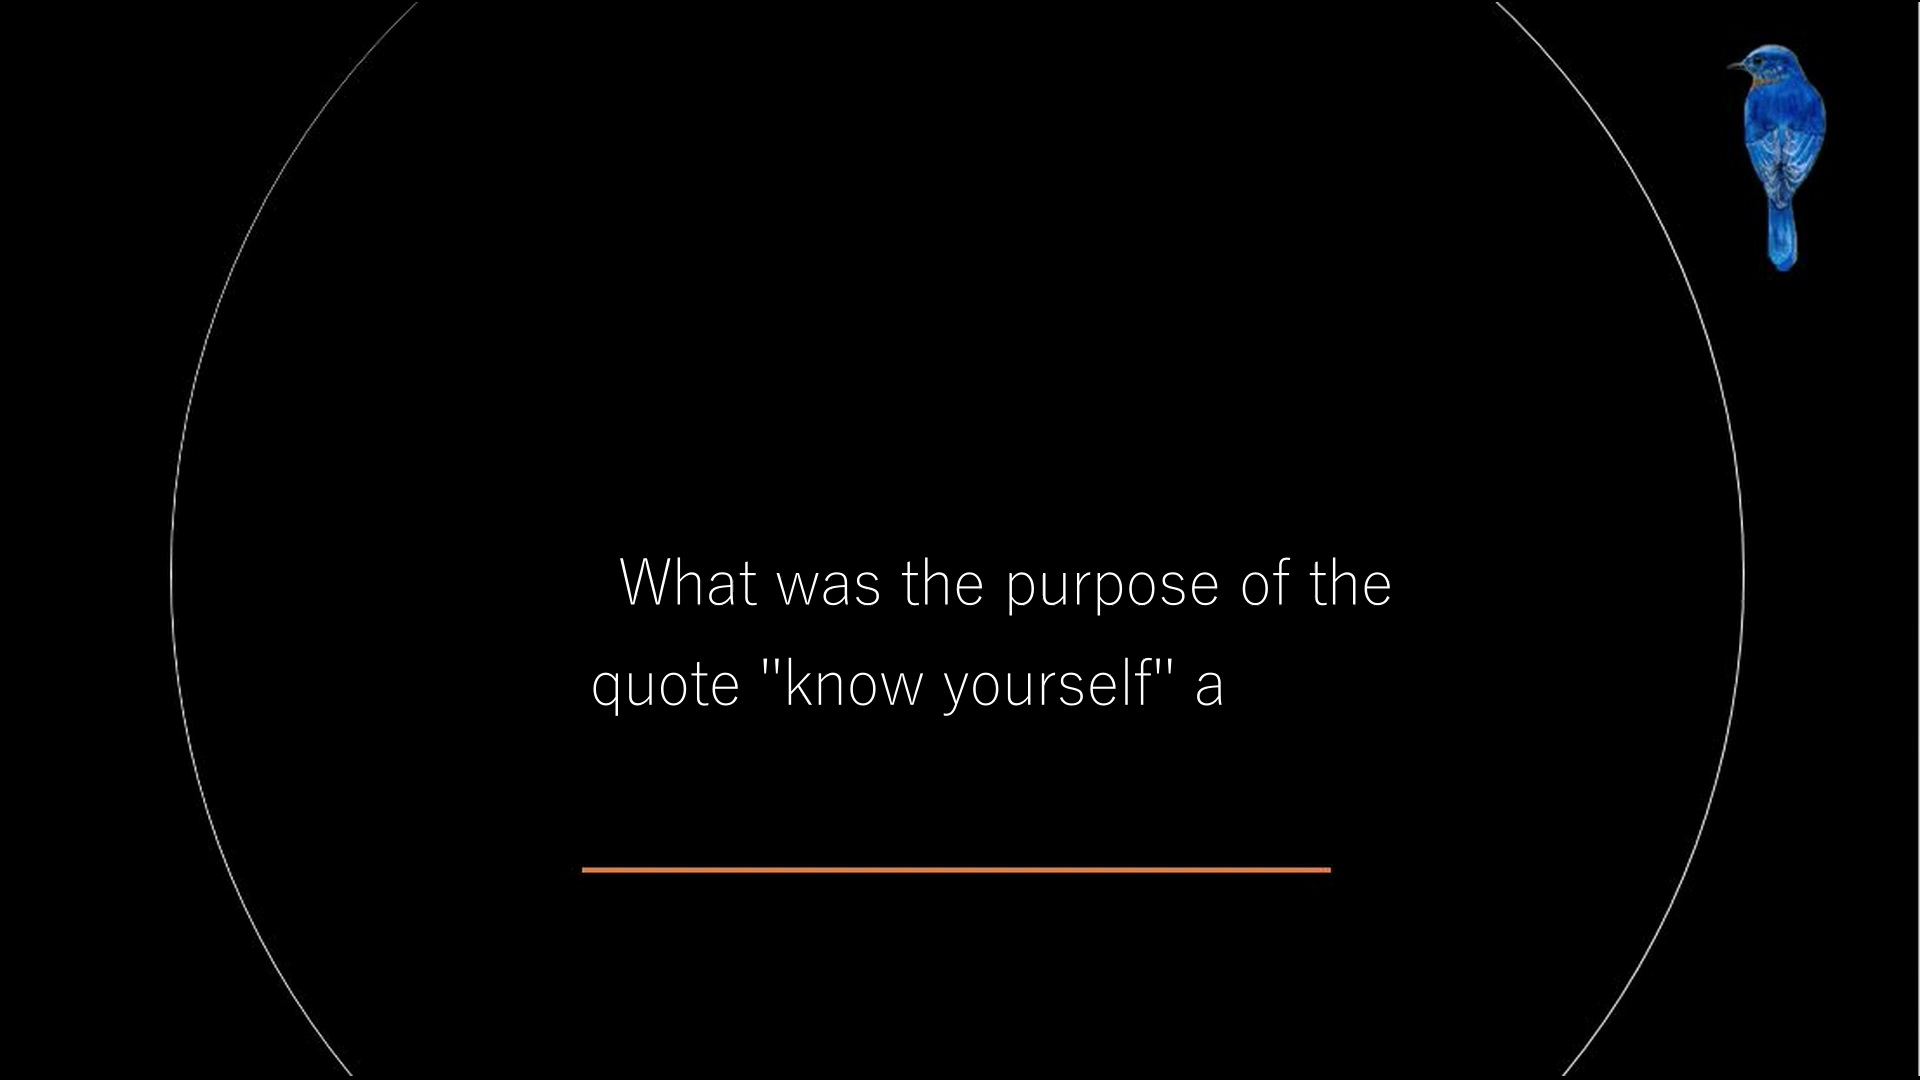 What was the purpose of the
quote "know yourself" a